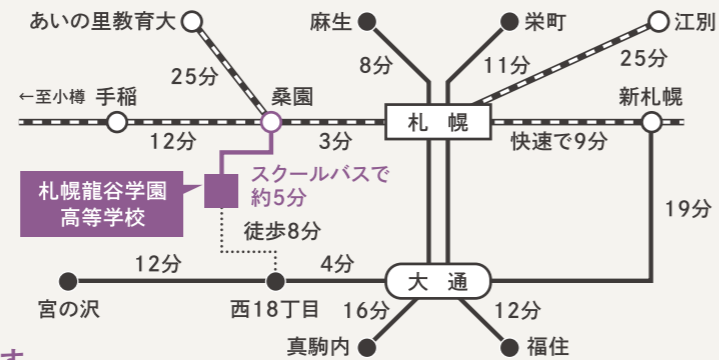 あいの里教育大
麻生
栄町
江別
25分
8分
11分
25分
←至小樽
手稲
桑園
札幌
新札幌
12分
3分
快速で9分
札幌龍谷学園
高等学校
スクールバスで
約5分
19分
徒歩8分
12分
4分
大通
宮の沢
西18丁目
16分
12分
真駒内
福住
す